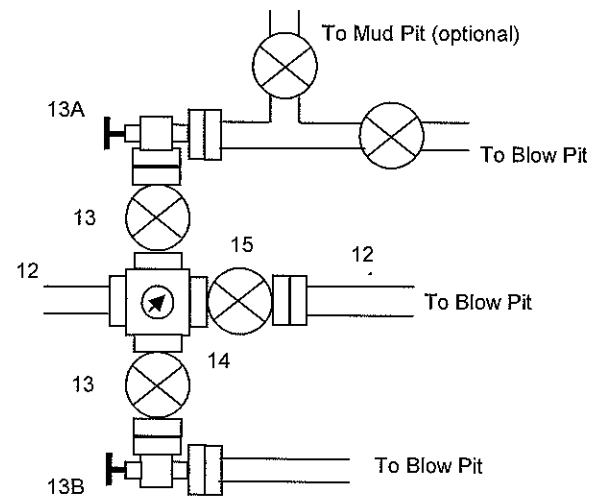 To Mud Pit (optional)
13A
To Blow Pit
13
15
12
12
To Blow Pit
14
13
To Blow Pit
13B